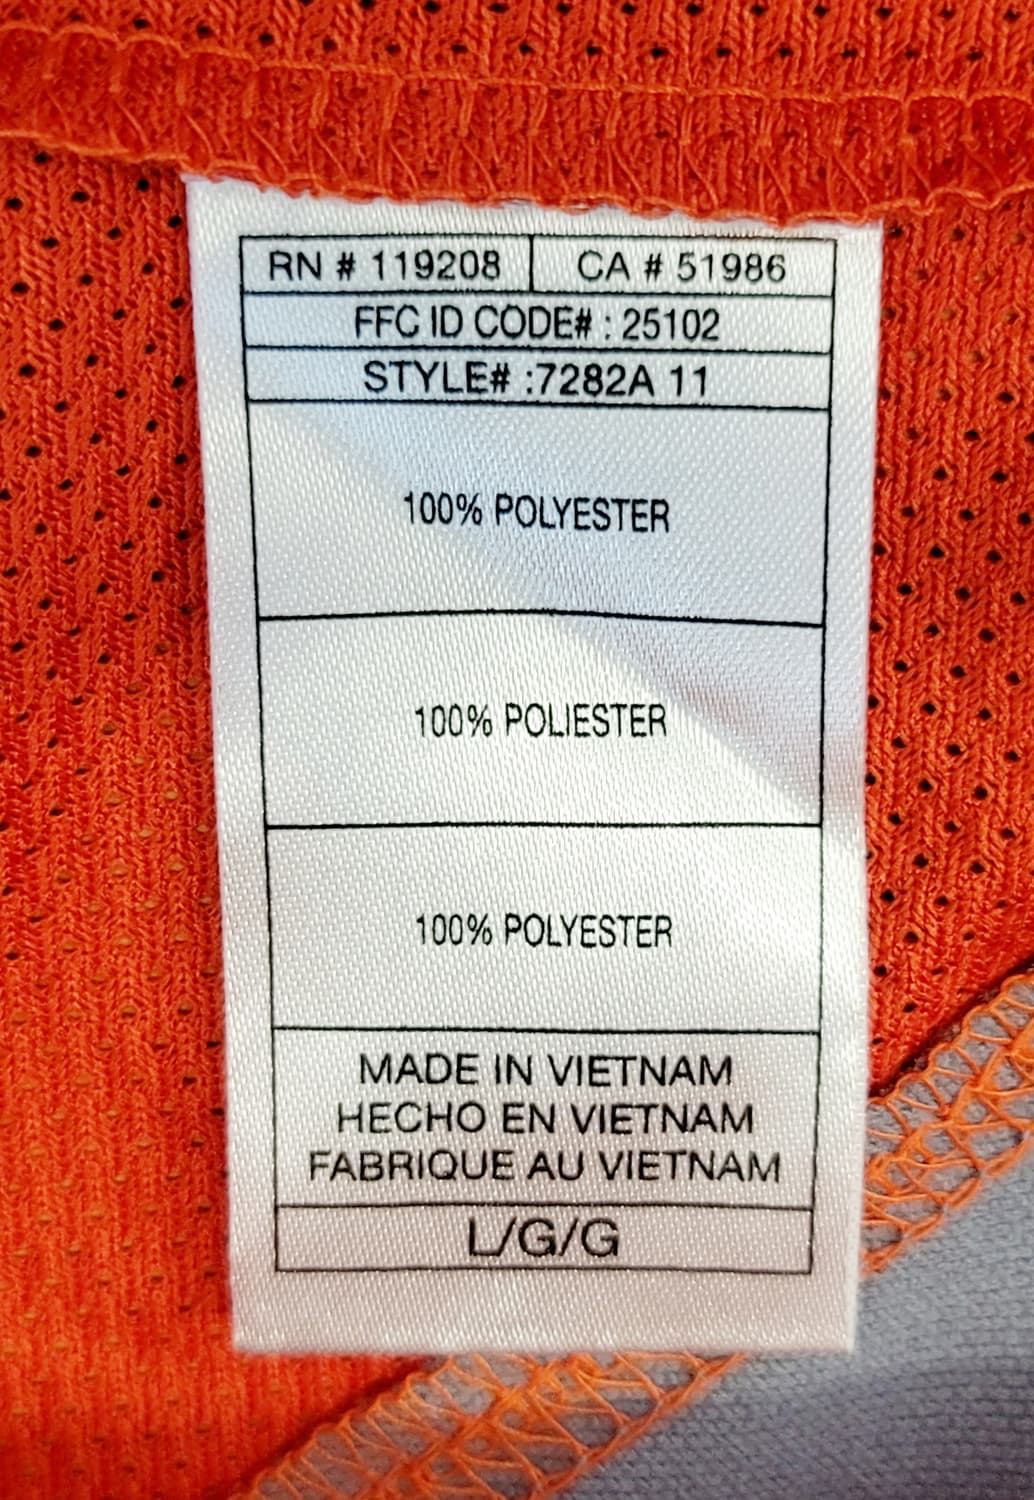 RN # 119208 CA # 51986
FFC ID CODE# : 25102
STYLE# :7282A 11
100% POLYESTER
100% POLIESTER
100% POLYESTER
MADE IN VIETNAM
HECHO EN VIETNAM
FABRIQUE AU VIETNAM
L/G/G